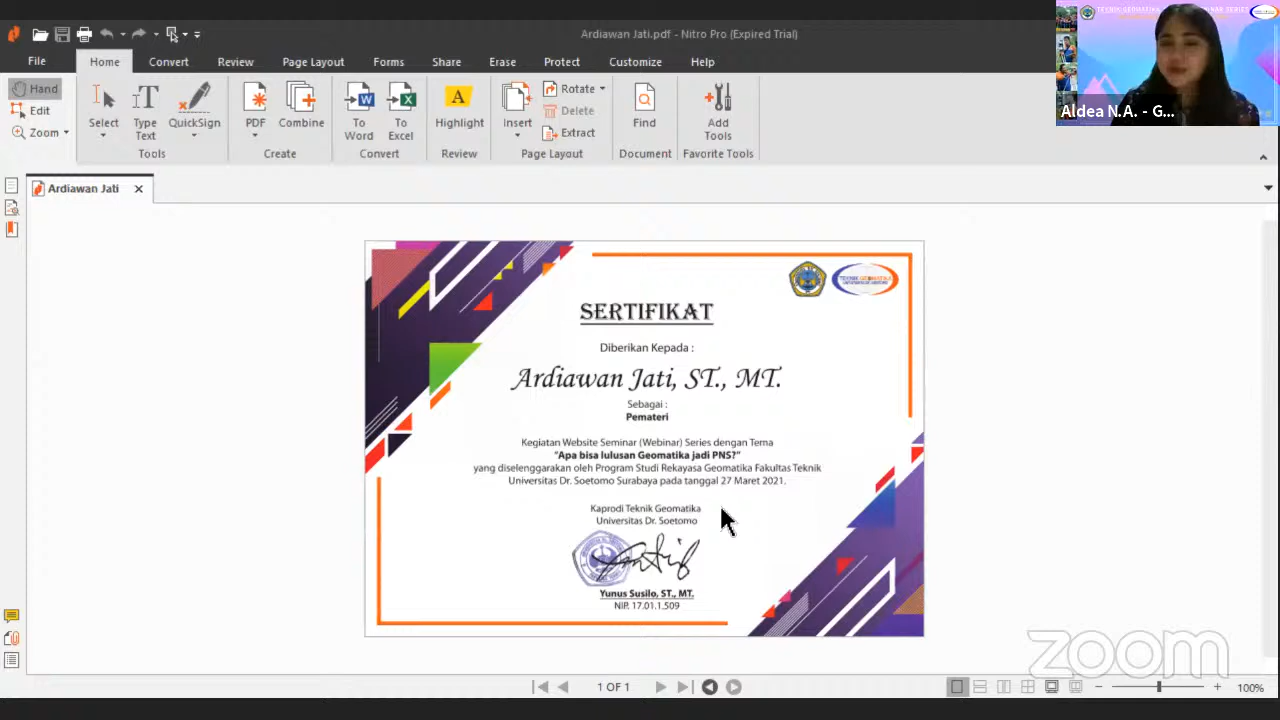 Ardiawan Jati.pdf - Nitro Pro (Expired Trial)
File Home Convert Review Page Layout Forms Share Erase Protect Customize Help
Hand
Edit
Zoom
Select
Type Text
QuickSign
Tools
PDF
Combine
Create
To Word
To Excel
Convert
Highlight
Review
Insert
Rotate
Delete
Extract
Page Layout
Find
Document
Add Tools
Favorite Tools
Aldea N.A. - G...
Ardiawan Jati
TEKNIK GEOMATIKA
SERTIFIKAT
Diberikan Kepada :
Ardiawan Jati, ST., MT.
Sebagai :
Pemateri
Kegiatan Website Seminar (Webinar) Series dengan Tema
"Apa bisa lulusan Geomatika jadi PNS?"
yang diselenggarakan oleh Program Studi Rekayasa Geomatika Fakultas Teknik
Universitas Dr. Soetomo Surabaya pada tanggal 27 Maret 2021.
Kaprodi Teknik Geomatika
Universitas Dr. Soetomo
Yunus Susilo, ST., MT.
NIP. 17.01.1.509
zoom
1 OF 1
100%